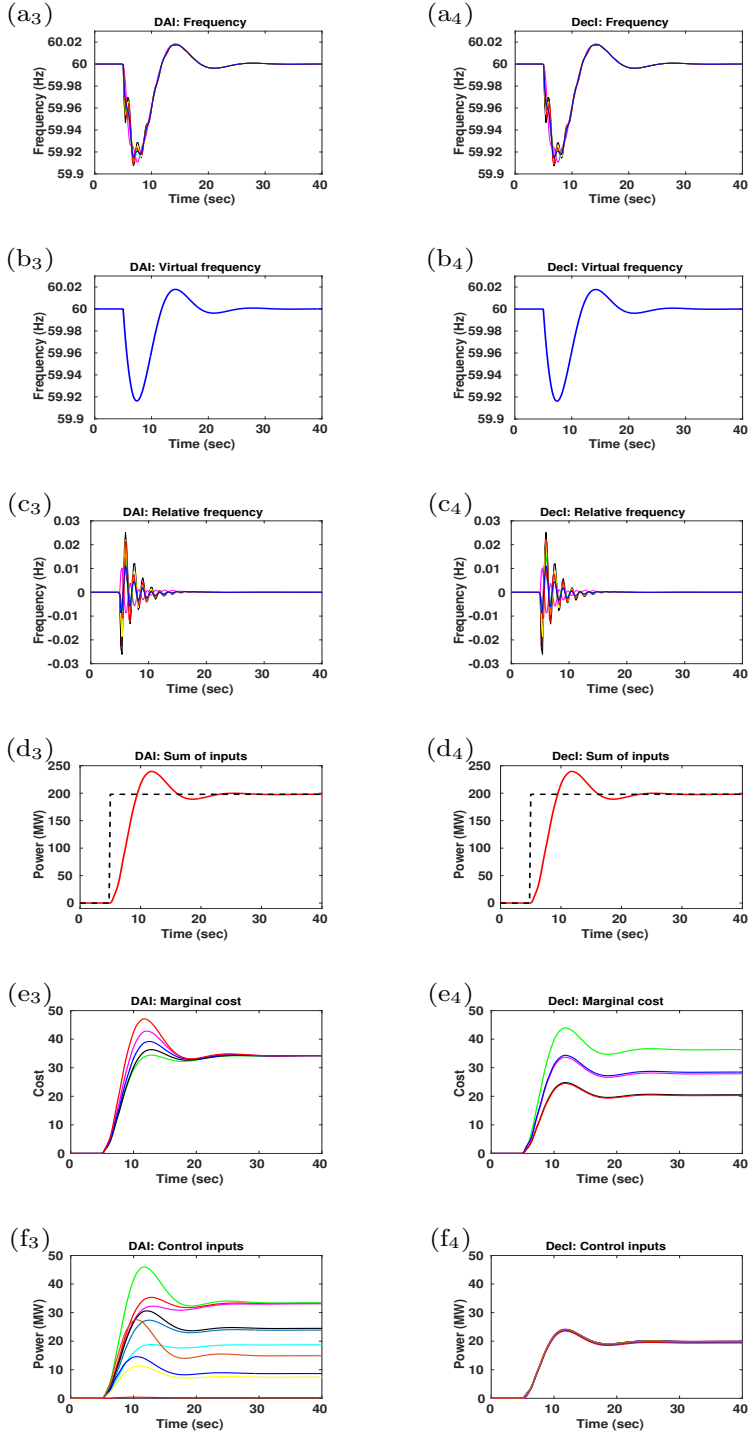 (a3)
DAI: Frequency
60.02
60
59.98
59.96
59.94
59.92
59.9
Frequency (Hz)
0 10 20 30 40
Time (sec)
(a4)
DecI: Frequency
60.02
60
59.98
59.96
59.94
59.92
59.9
Frequency (Hz)
0 10 20 30 40
Time (sec)
(b3)
DAI: Virtual frequency
60.02
60
59.98
59.96
59.94
59.92
59.9
Frequency (Hz)
0 10 20 30 40
Time (sec)
(b4)
DecI: Virtual frequency
60.02
60
59.98
59.96
59.94
59.92
59.9
Frequency (Hz)
0 10 20 30 40
Time (sec)
(c3)
DAI: Relative frequency
0.03
0.02
0.01
0
-0.01
-0.02
-0.03
Frequency (Hz)
0 10 20 30 40
Time (sec)
(c4)
DecI: Relative frequency
0.03
0.02
0.01
0
-0.01
-0.02
-0.03
Frequency (Hz)
0 10 20 30 40
Time (sec)
(d3)
DAI: Sum of inputs
250
200
150
100
50
0
Power (MW)
0 10 20 30 40
Time (sec)
(d4)
DecI: Sum of inputs
250
200
150
100
50
0
Power (MW)
0 10 20 30 40
Time (sec)
(e3)
DAI: Marginal cost
50
40
30
20
10
0
Cost
0 10 20 30 40
Time (sec)
(e4)
DecI: Marginal cost
50
40
30
20
10
0
Cost
0 10 20 30 40
Time (sec)
(f3)
DAI: Control inputs
50
40
30
20
10
0
Power (MW)
0 10 20 30 40
Time (sec)
(f4)
DecI: Control inputs
50
40
30
20
10
0
Power (MW)
0 10 20 30 40
Time (sec)